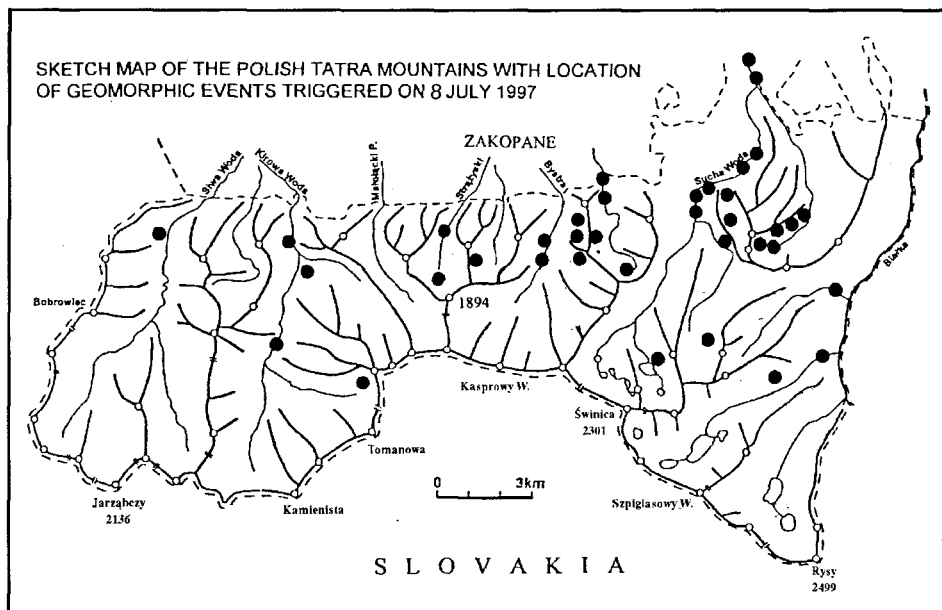 SKETCH MAP OF THE POLISH TATRA MOUNTAINS WITH LOCATION
OF GEOMORPHIC EVENTS TRIGGERED ON 8 JULY 1997
ZAKOPANE
Siwa Woda
Kirowa Woda
Małołącki P.
Strążyski
Bystra
Sucha Woda
Białka
Bobrowiec
1894
Kasprowy W.
Świnica
2301
Tomanowa
0 3km
Jarząbczy
2136
Kamienista
Szpiglasowy W.
SLOVAKIA
Rysy
2499